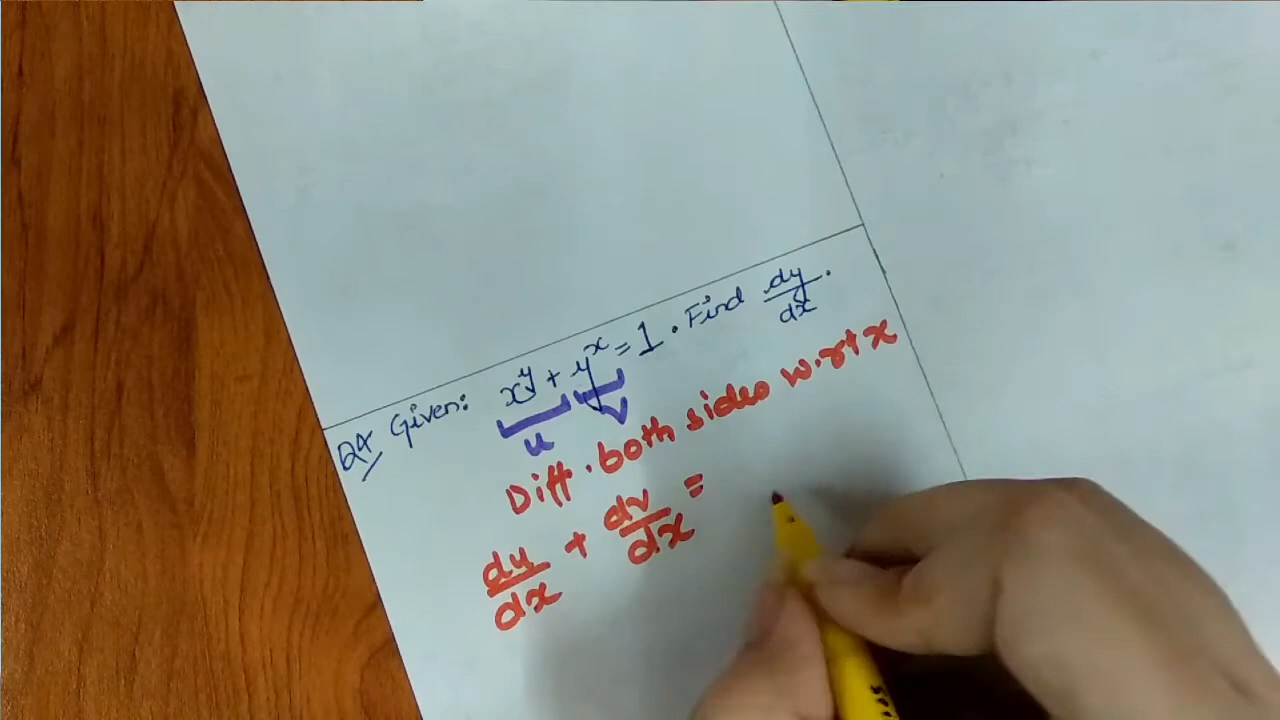 Q4 Given: x^y + y^x = 1 . Find dy/dx .
u v
Diff. both sides w.r.t x
du/dx + dv/dx =